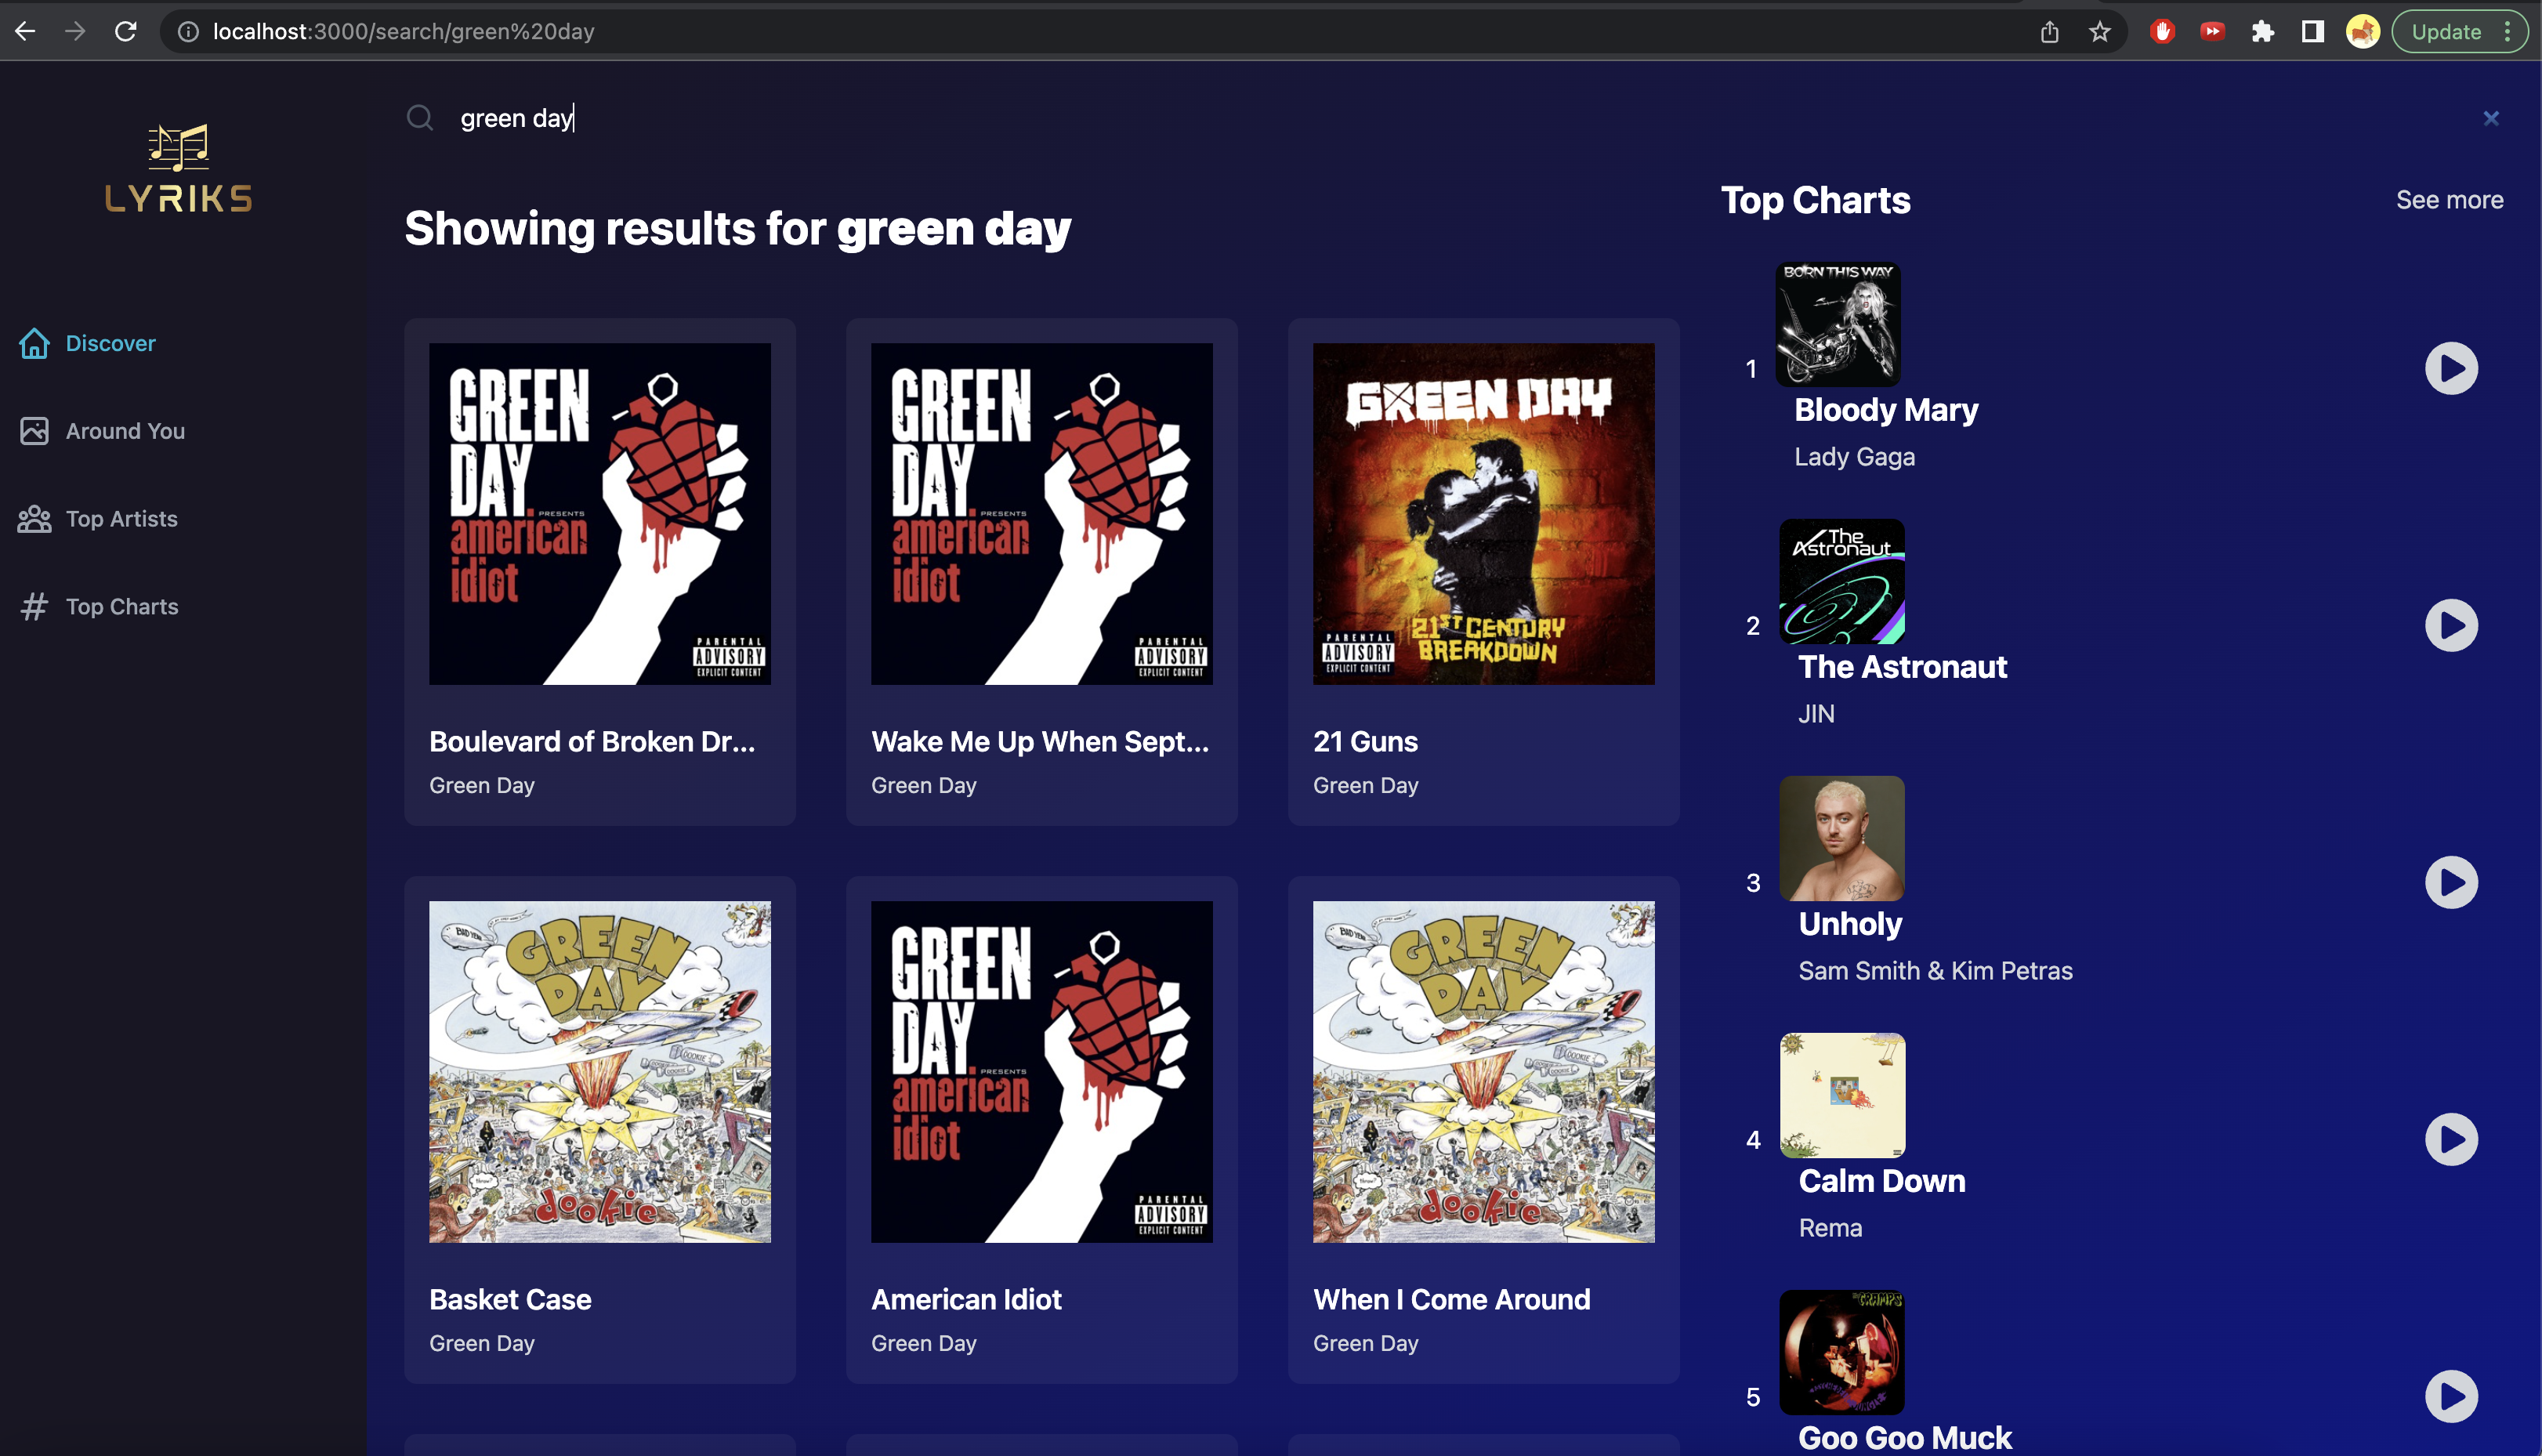 localhost:3000/search/green%20day
Update
LYRIKS
green day
Discover
Around You
Top Artists
Top Charts
Showing results for green day
GREEN
DAY
PRESENTS
american
idiot
PARENTAL
ADVISORY
EXPLICIT CONTENT
Boulevard of Broken Dr...
Green Day
GREEN
DAY
PRESENTS
american
idiot
PARENTAL
ADVISORY
EXPLICIT CONTENT
Wake Me Up When Sept...
Green Day
GREEN DAY
21ST CENTURY
BREAKDOWN
PARENTAL
ADVISORY
EXPLICIT CONTENT
21 Guns
Green Day
BAD YEAR
GREEN
DAY
DOOKIE
dookie
Basket Case
Green Day
GREEN
DAY
PRESENTS
american
idiot
PARENTAL
ADVISORY
EXPLICIT CONTENT
American Idiot
Green Day
BAD YEAR
GREEN
DAY
DOOKIE
dookie
When I Come Around
Green Day
Top Charts
See more
1
BORN THIS WAY
Bloody Mary
Lady Gaga
2
The
Astronaut
The Astronaut
JIN
3
Unholy
Sam Smith & Kim Petras
4
Calm Down
Rema
5
CRAMPS
Goo Goo Muck